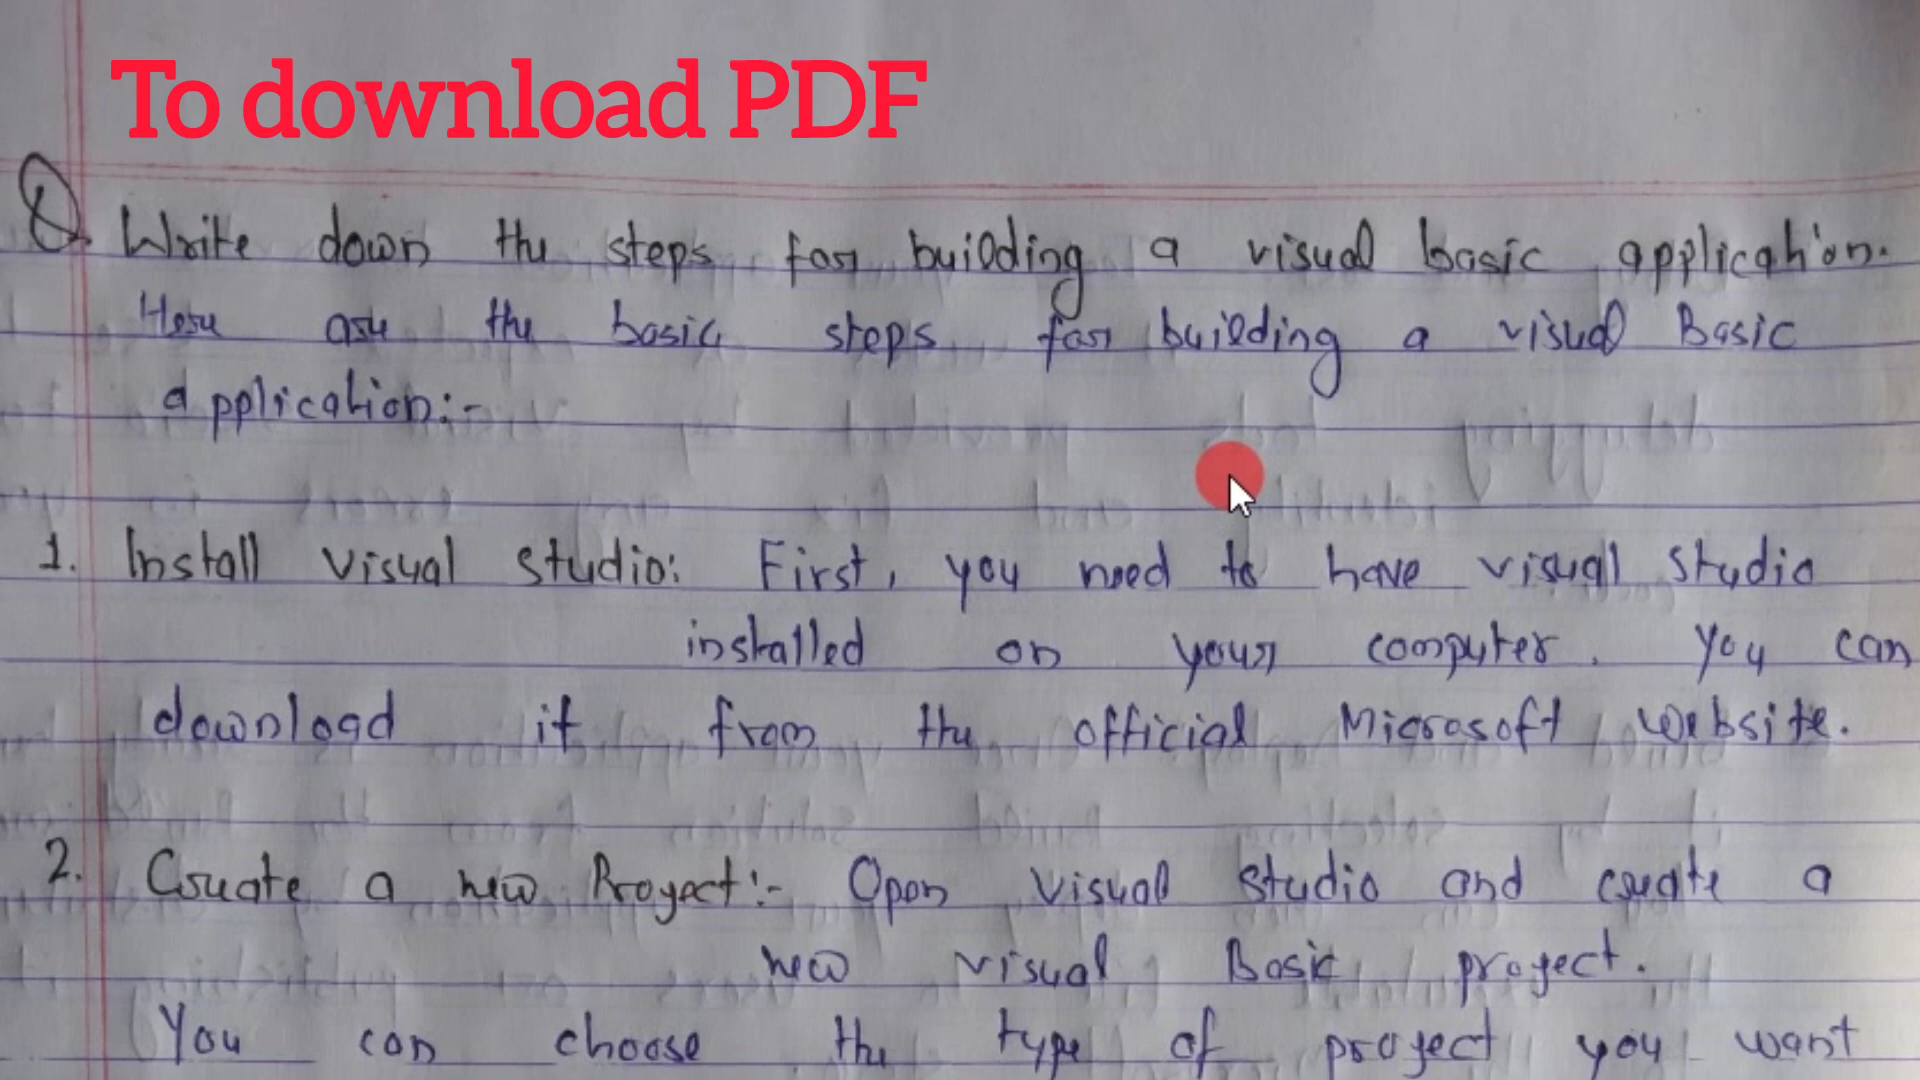 To download PDF
Q. Write down the steps for building a visual basic application.
Here are the basic steps for building a visual Basic
application:-
1. Install visual studio: First, you need to have visual studio
installed on your computer. You can
download it from the official Microsoft website.
2. Create a new Project:- Open visual studio and create a
new visual Basic project.
You can choose the type of project you want